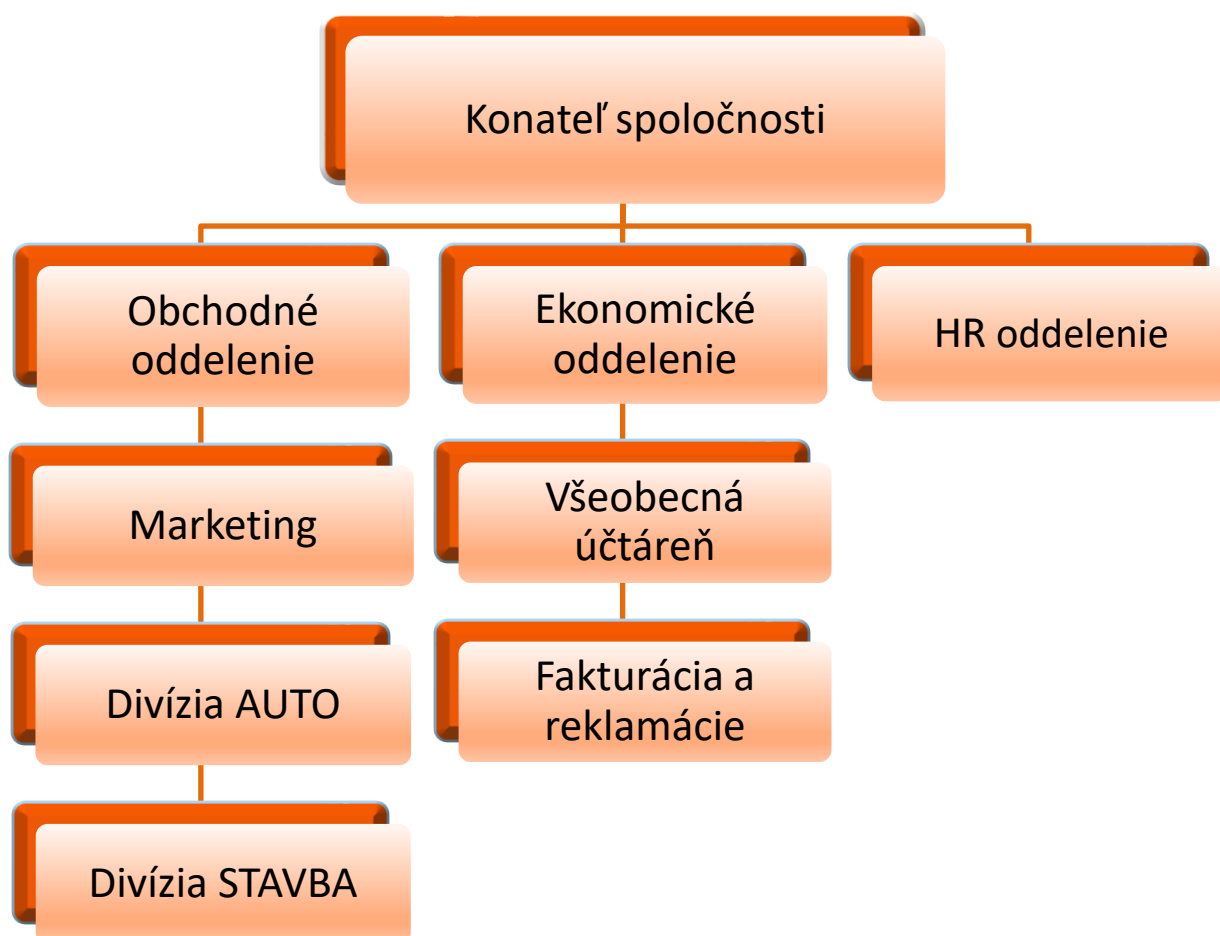 Konateľ spoločnosti
Obchodné
oddelenie
Ekonomické
oddelenie
HR oddelenie
Marketing
Všeobecná
účtáreň
Divízia AUTO
Fakturácia a
reklamácie
Divízia STAVBA